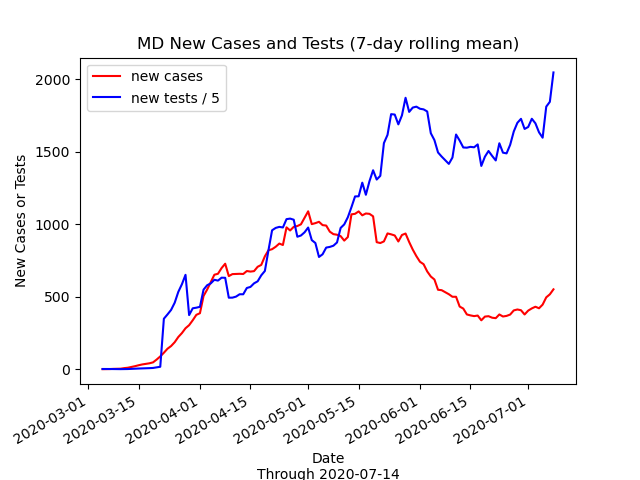 MD New Cases and Tests (7-day rolling mean)
new cases
new tests / 5
New Cases or Tests
2000
1500
1000
500
0
2020-03-01
2020-03-15
2020-04-01
2020-04-15
2020-05-01
2020-05-15
2020-06-01
2020-06-15
2020-07-01
Date
Through 2020-07-14